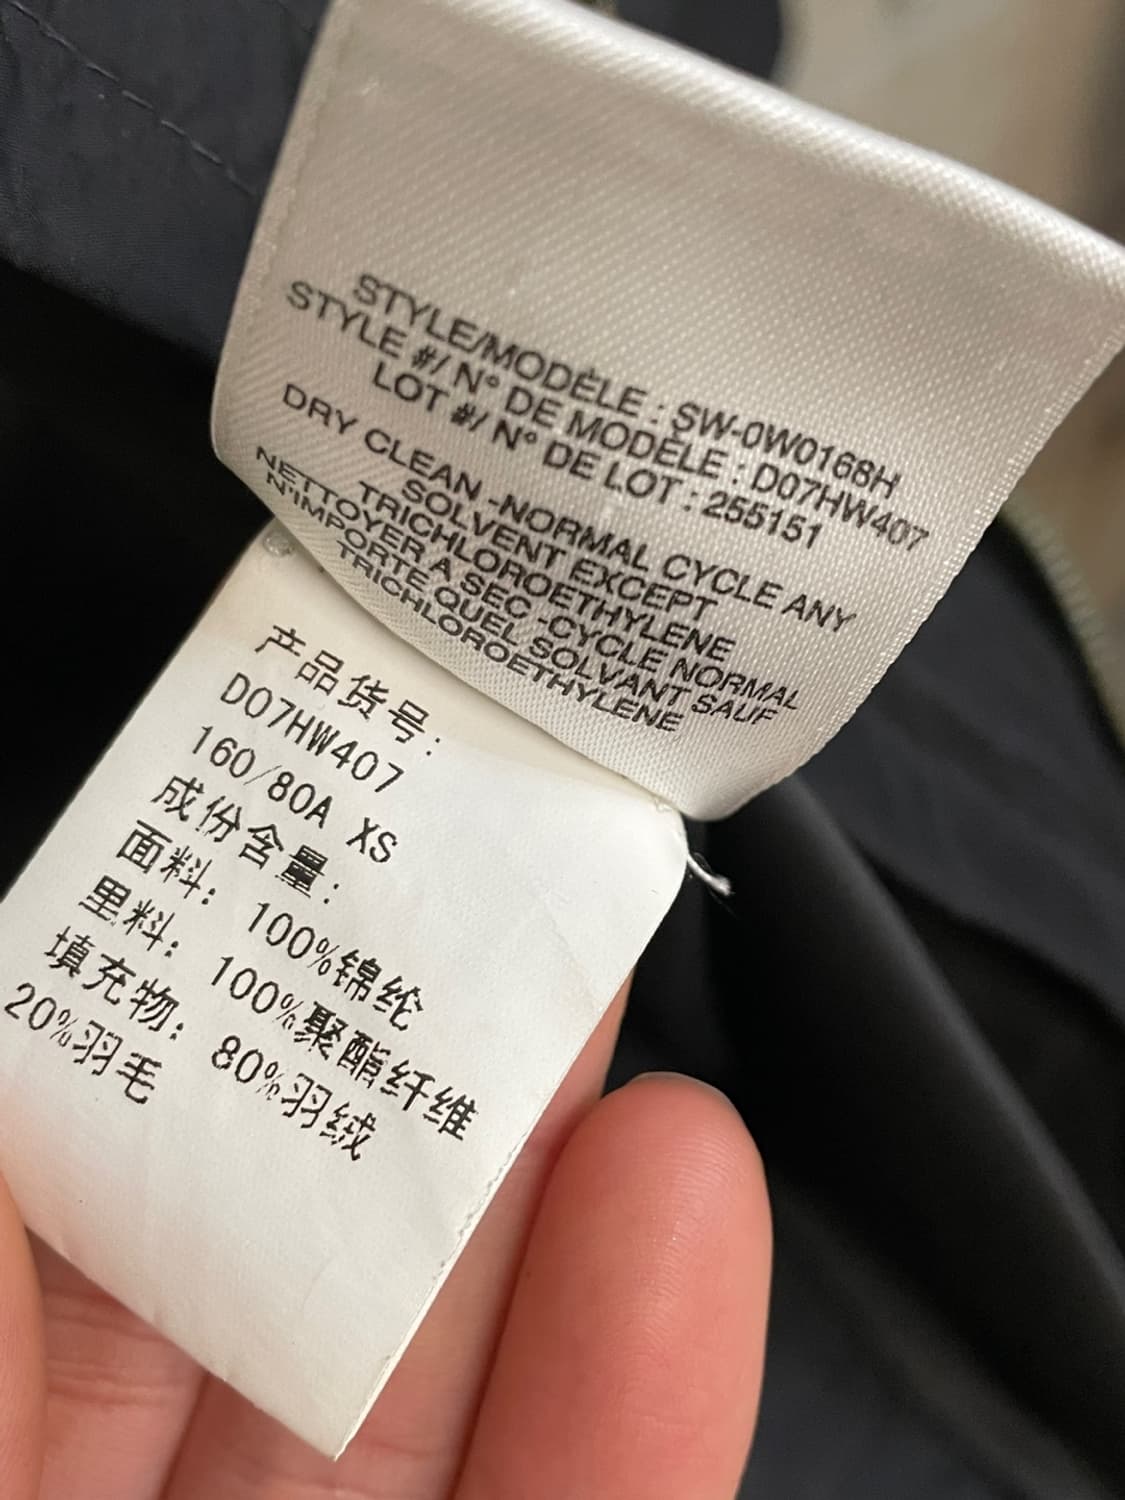 STYLE/MODÈLE : SW-0W0168H
STYLE #/ N° DE MODÈLE : D07HW407
LOT #/ N° DE LOT : 255151
DRY CLEAN -NORMAL CYCLE ANY
SOLVENT EXCEPT
TRICHLOROETHYLENE
NETTOYER A SEC -CYCLE NORMAL
N'IMPORTE QUEL SOLVANT SAUF
TRICHLOROETHYLENE
产品货号:
D07HW407
160/80A XS
成份含量:
面料: 100%锦纶
里料: 100%聚酯纤维
填充物: 80%羽绒
20%羽毛